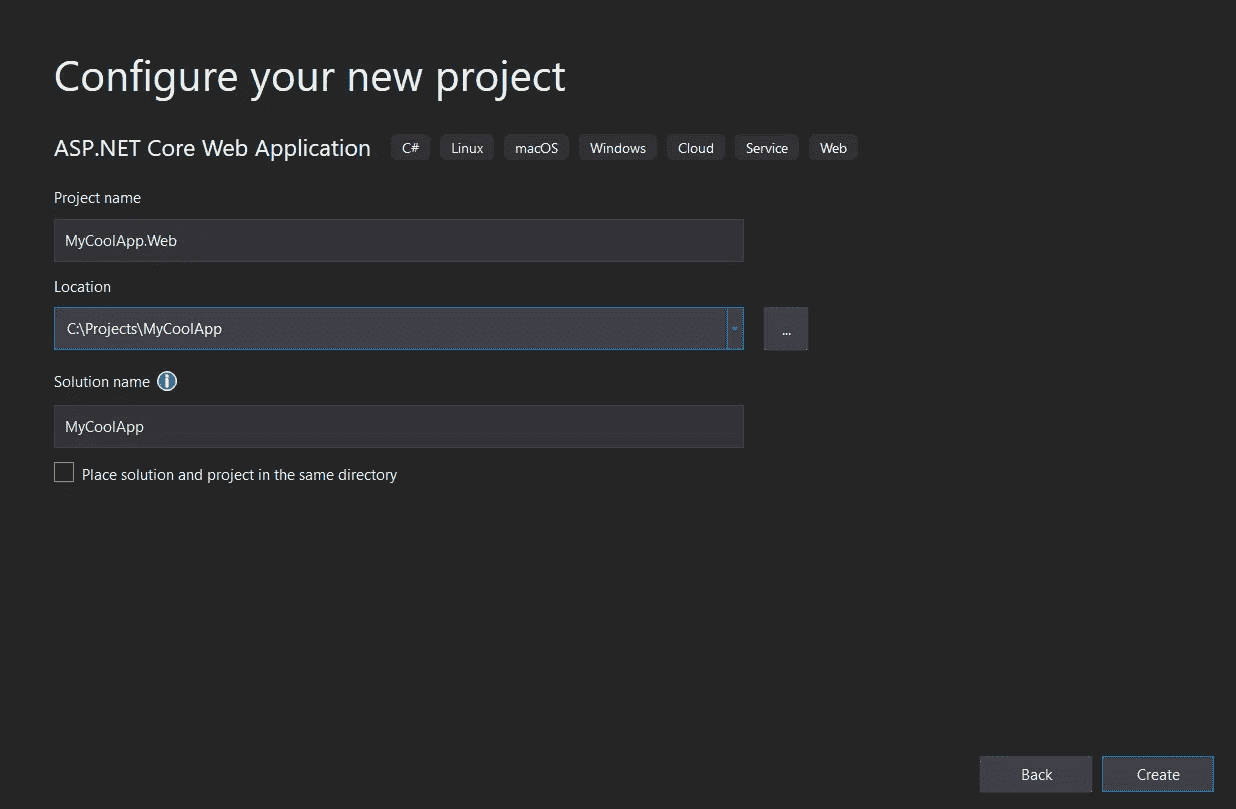 Configure your new project
ASP.NET Core Web Application C# Linux macOS Windows Cloud Service Web
Project name
MyCoolApp.Web
Location
C:\Projects\MyCoolApp
...
Solution name
MyCoolApp
Place solution and project in the same directory
Back Create